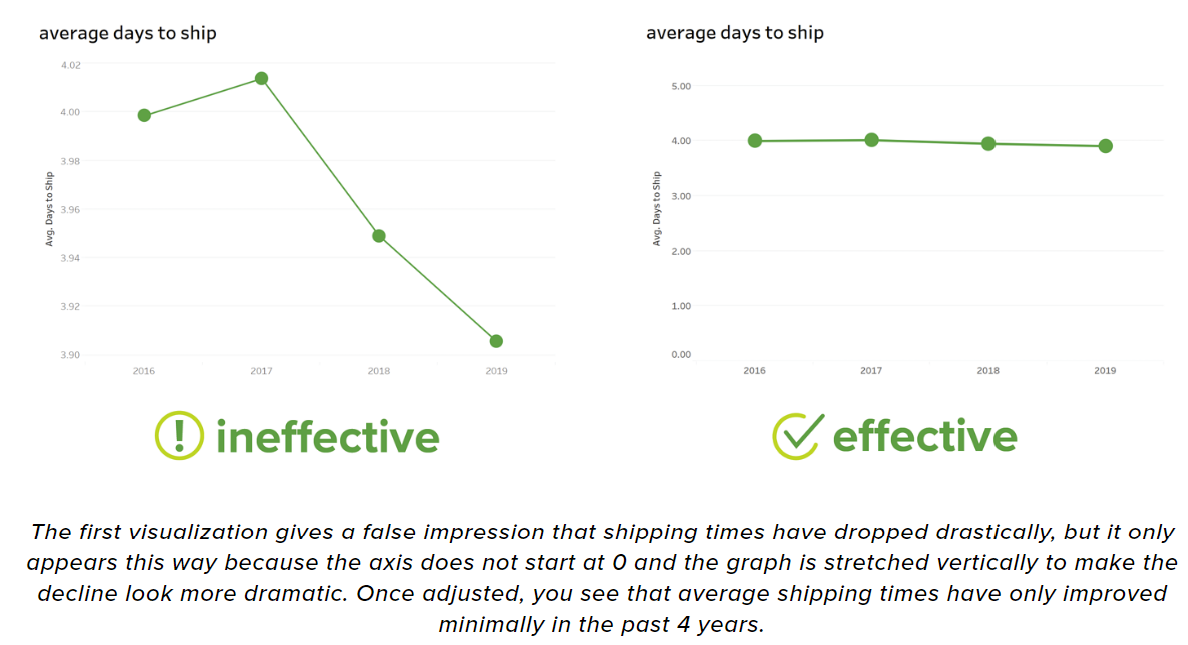 average days to ship
4.02
4.00
3.98
3.96
3.94
3.92
3.90
Avg. Days to Ship
2016 2017 2018 2019
! ineffective
average days to ship
5.00
4.00
3.00
2.00
1.00
0.00
Avg. Days to Ship
2016 2017 2018 2019
effective
The first visualization gives a false impression that shipping times have dropped drastically, but it only
appears this way because the axis does not start at 0 and the graph is stretched vertically to make the
decline look more dramatic. Once adjusted, you see that average shipping times have only improved
minimally in the past 4 years.